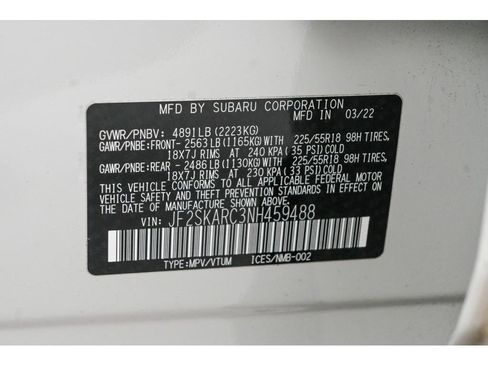 MFD BY SUBARU CORPORATION
MFD IN 03/22
GVWR/PNBV: 4891LB(2223KG)
GAWR/PNBE:FRONT-2563LB(1165KG)WITH 225/55R18 98H TIRES,
18X7J RIMS AT 240 KPA(35 PSI)COLD
GAWR/PNBE:REAR -2486LB(1130KG)WITH 225/55R18 98H TIRES,
18X7J RIMS AT 230 KPA(33 PSI)COLD
THIS VEHICLE CONFORMS TO ALL APPLICABLE FEDERAL MOTOR
VEHICLE SAFETY, BUMPER, AND THEFT PREVENTION STANDARDS IN EFFECT ON
THE DATE OF MANUFACTURE SHOWN ABOVE.
VIN: JF2SKARC3NH459488
TYPE:MPV/VTUM ICES/NMB-002